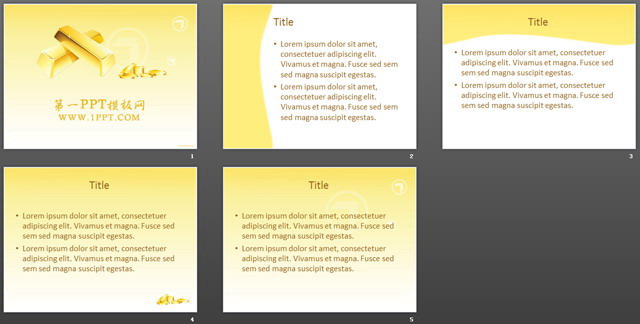 第一PPT模板网
WWW.1PPT.COM
1
Title
• Lorem ipsum dolor sit amet,
consectetuer adipiscing elit.
Vivamus et magna. Fusce sed sem
sed magna suscipit egestas.
• Lorem ipsum dolor sit amet,
consectetuer adipiscing elit.
Vivamus et magna. Fusce sed sem
sed magna suscipit egestas.
2
Title
• Lorem ipsum dolor sit amet, consectetuer
adipiscing elit. Vivamus et magna. Fusce sed
sem sed magna suscipit egestas.
• Lorem ipsum dolor sit amet, consectetuer
adipiscing elit. Vivamus et magna. Fusce sed
sem sed magna suscipit egestas.
3
Title
• Lorem ipsum dolor sit amet, consectetuer
adipiscing elit. Vivamus et magna. Fusce sed
sem sed magna suscipit egestas.
• Lorem ipsum dolor sit amet, consectetuer
adipiscing elit. Vivamus et magna. Fusce sed
sem sed magna suscipit egestas.
4
Title
• Lorem ipsum dolor sit amet, consectetuer
adipiscing elit. Vivamus et magna. Fusce sed
sem sed magna suscipit egestas.
• Lorem ipsum dolor sit amet, consectetuer
adipiscing elit. Vivamus et magna. Fusce sed
sem sed magna suscipit egestas.
5